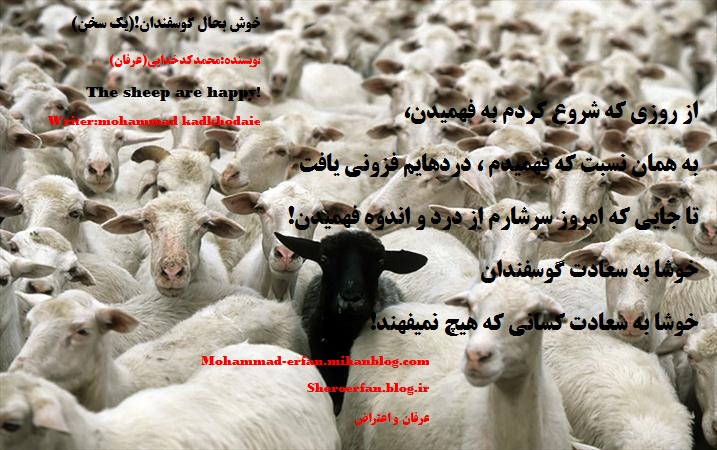 خوش بحال گوسفندان!(یک سخن)
نویسنده:محمدکدخدایی(عرفان)
The sheep are happy!
Weiter:mohammad kadkhodaie
از روزی که شروع کردم به فهمیدن،
به همان نسبت که فهمیدم ، دردهایم فزونی یافت
تا جایی که امروز سرشارم از درد و اندوه فهمیدن!
خوشا به سعادت گوسفندان
خوشا به سعادت کسانی که هیچ نمیفهند!
Mohammad-erfan.mihanblog.com
Sheroerfan.blog.ir
عرفان و اعتراض